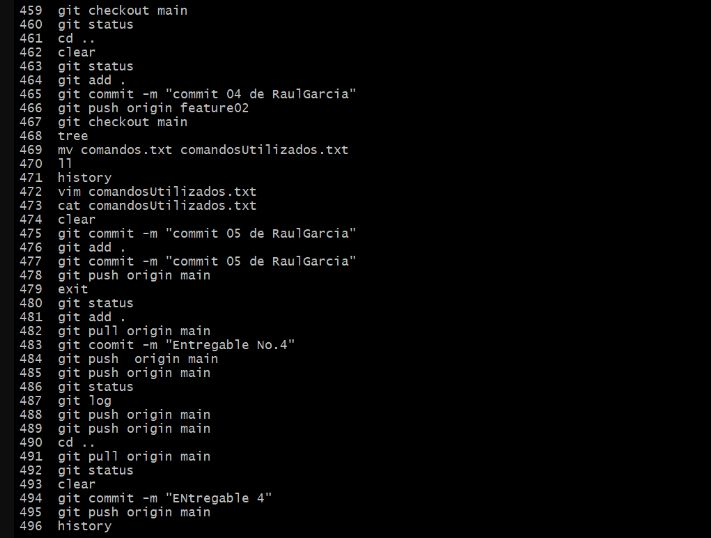 459 git checkout main
460 git status
461 cd ..
462 clear
463 git status
464 git add .
465 git commit -m "commit 04 de RaulGarcia"
466 git push origin feature02
467 git checkout main
468 tree
469 mv comandos.txt comandosUtilizados.txt
470 ll
471 history
472 vim comandosUtilizados.txt
473 cat comandosUtilizados.txt
474 clear
475 git commit -m "commit 05 de RaulGarcia"
476 git add .
477 git commit -m "commit 05 de RaulGarcia"
478 git push origin main
479 exit
480 git status
481 git add .
482 git pull origin main
483 git coomit -m "Entregable No.4"
484 git push  origin main
485 git push origin main
486 git status
487 git log
488 git push origin main
489 git push origin main
490 cd ..
491 git pull origin main
492 git status
493 clear
494 git commit -m "ENtregable 4"
495 git push origin main
496 history